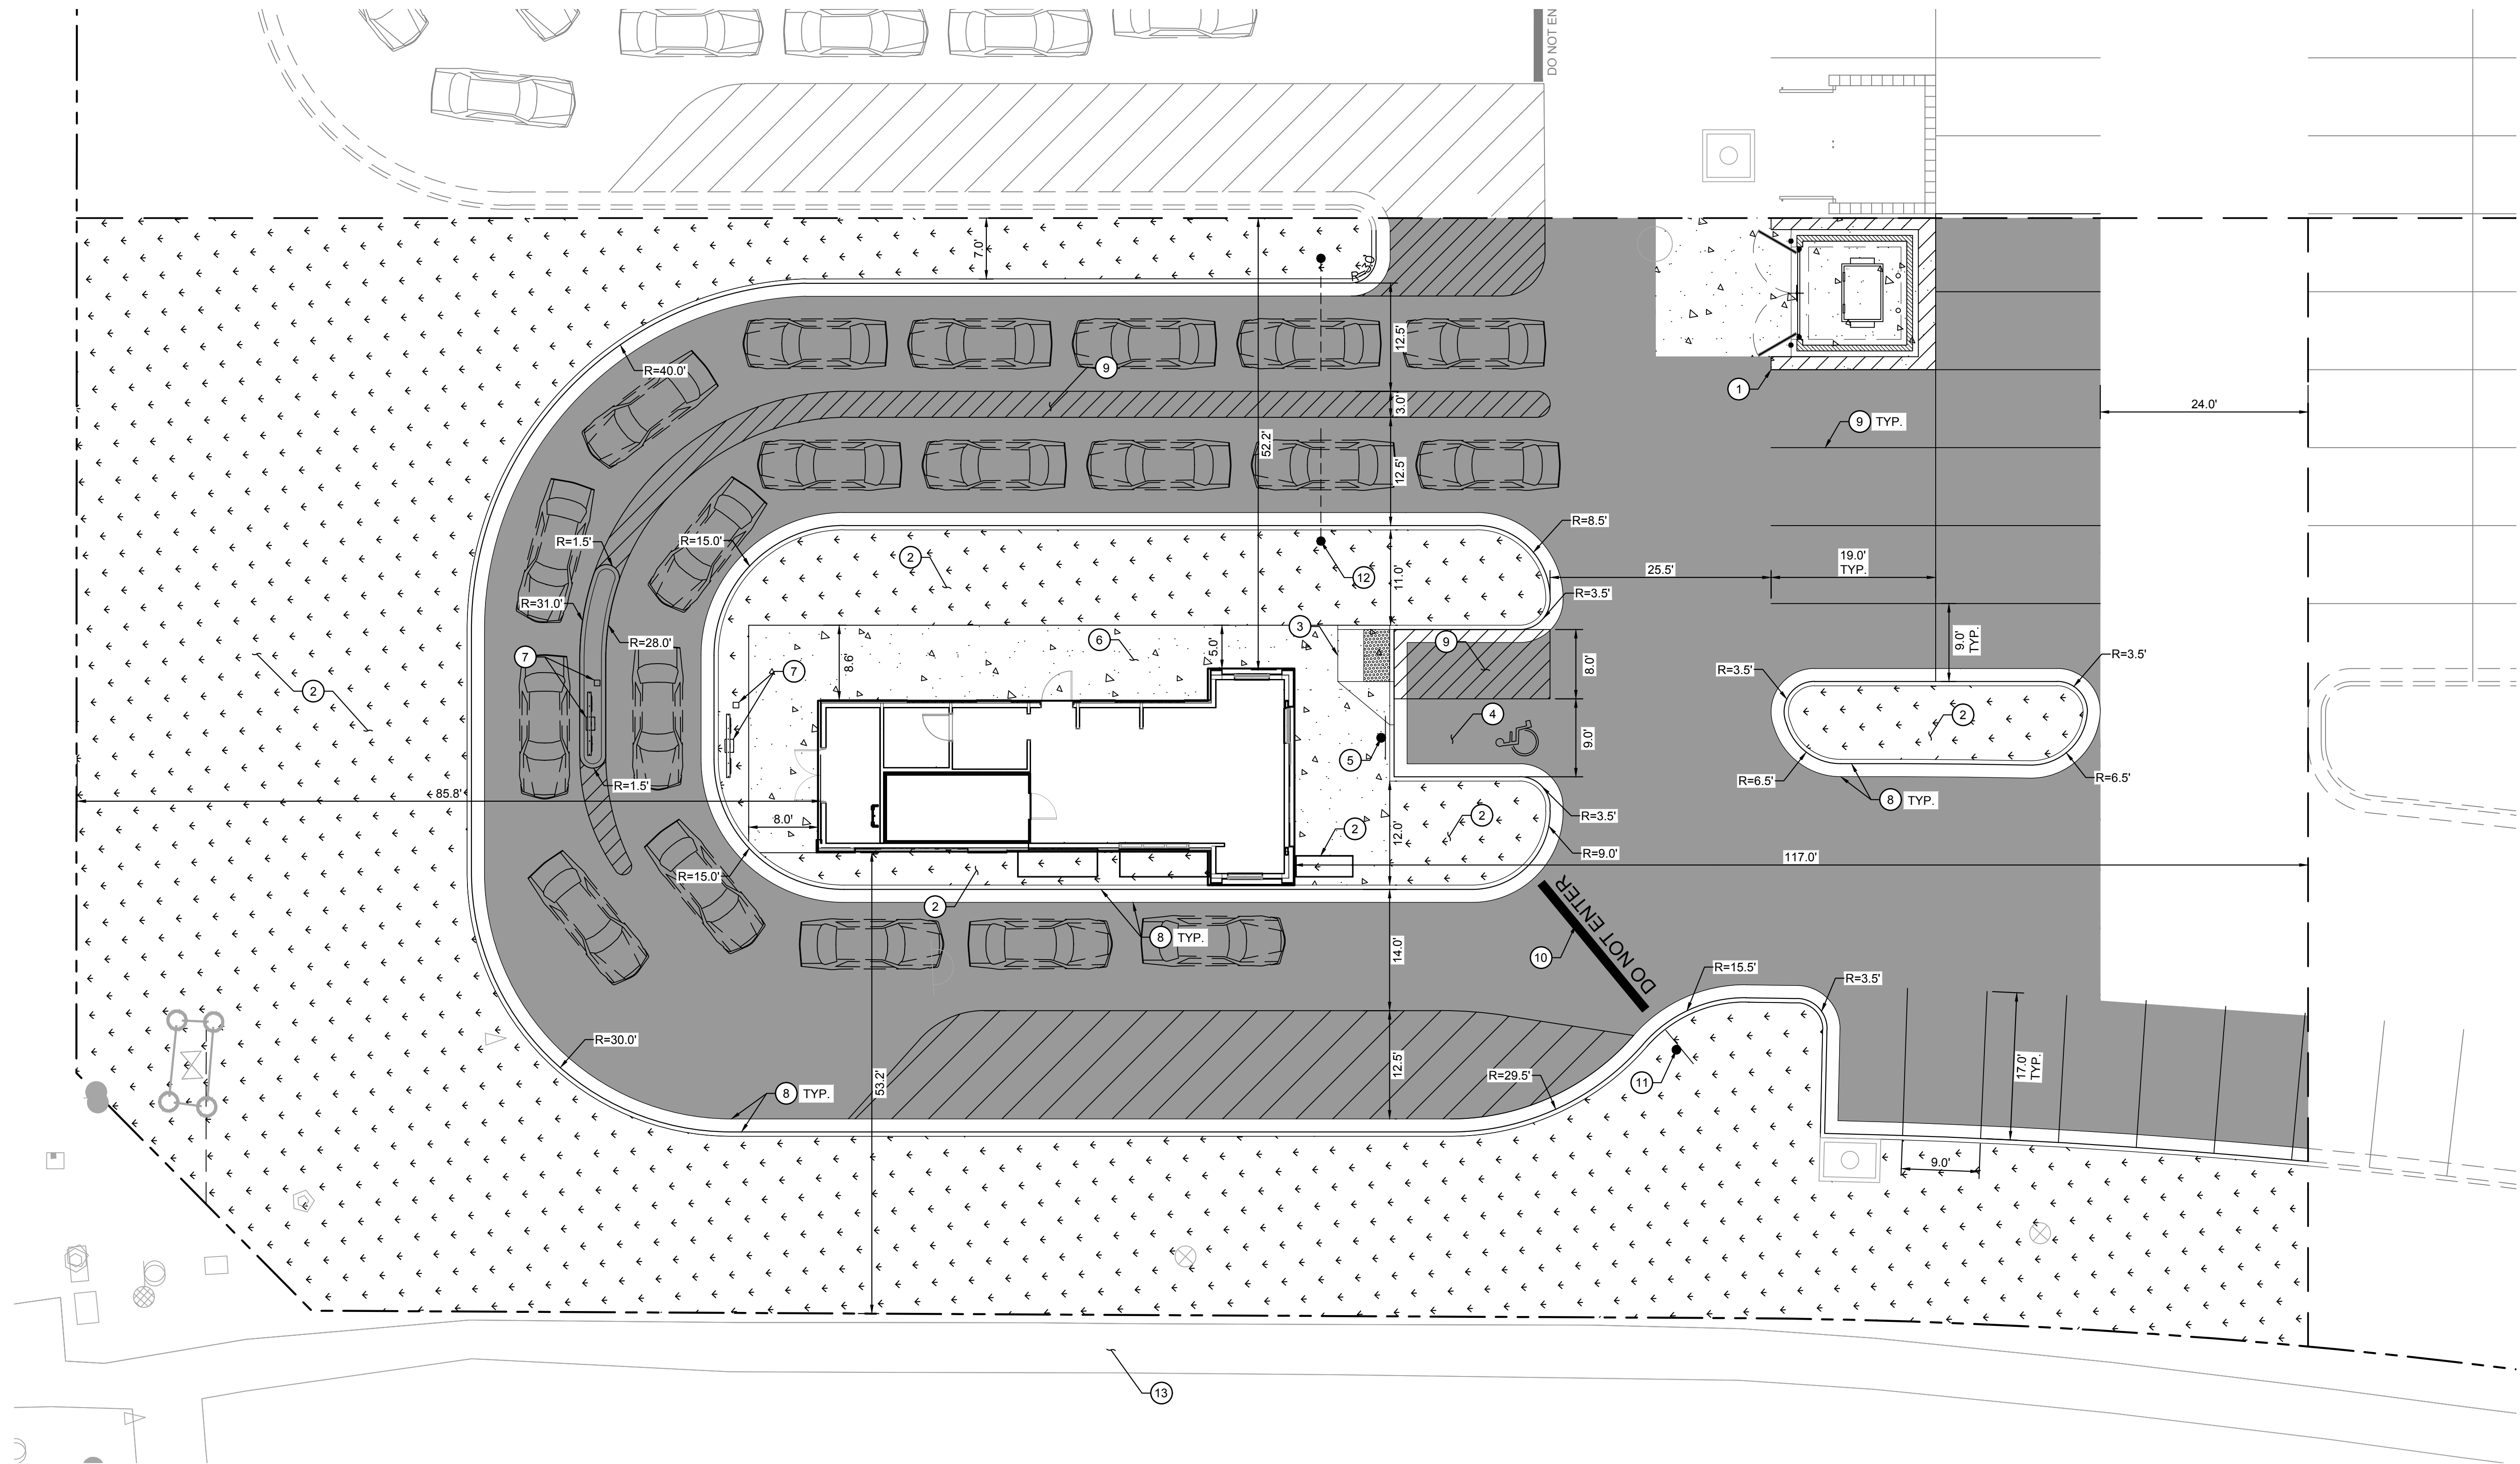 DO NOT EN
7.0'
R=3.0'
12.5'
R=40.0'
9
1
3.0'
24.0'
9 TYP.
52.2'
12.5'
R=8.5'
R=15.0'
R=1.5'
2
12
11.0'
25.5'
19.0'
TYP.
R=31.0'
R=3.5'
3
9.0'
TYP.
6
9
R=28.0'
8.6'
5.0'
8.0'
7
7
R=3.5'
R=3.5'
2
4
2
9.0'
5
R=1.5'
R=6.5'
R=6.5'
85.8'
8 TYP.
8.0'
2
2
12.0'
R=3.5'
R=9.0'
117.0'
R=15.0'
2
8 TYP.
14.0'
DO NOT ENTER
10
R=15.5'
R=3.5'
R=30.0'
53.2'
12.5'
R=29.5'
17.0'
TYP.
11
8 TYP.
9.0'
13